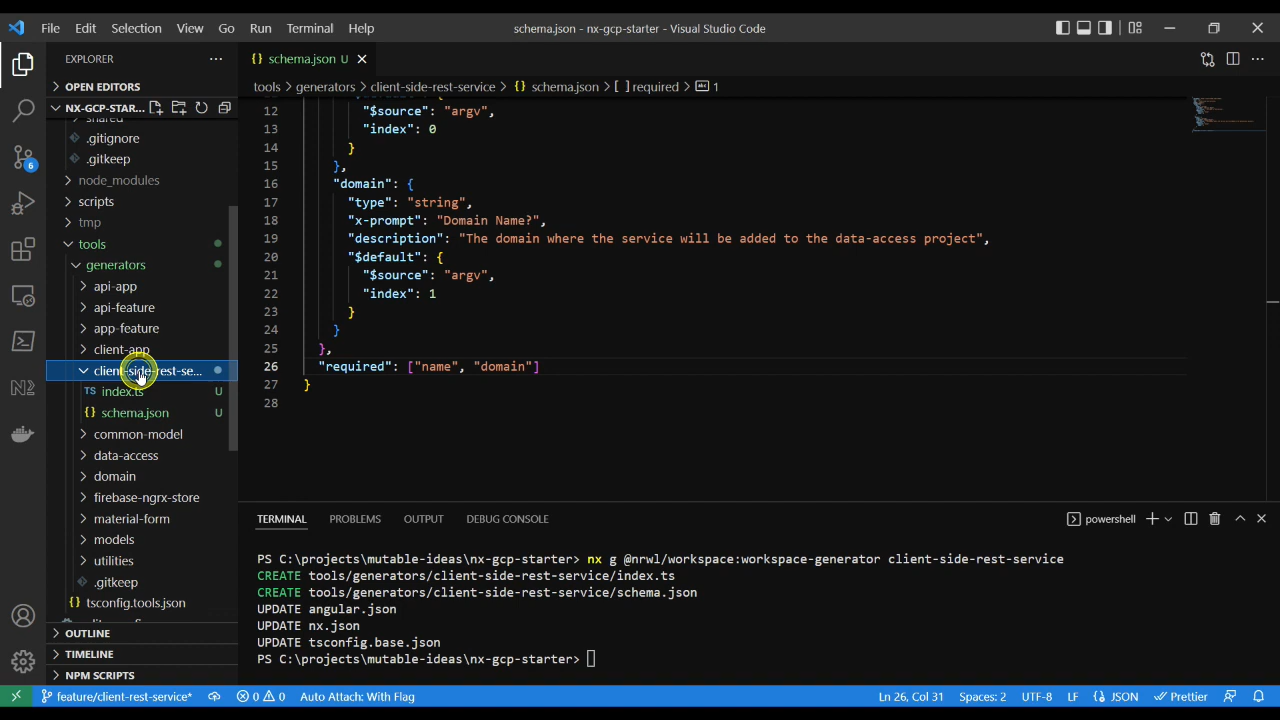 File Edit Selection View Go Run Terminal Help
schema.json - nx-gcp-starter - Visual Studio Code
EXPLORER
OPEN EDITORS
NX-GCP-STAR...
shared
.gitignore
.gitkeep
node_modules
scripts
tmp
tools
generators
api-app
api-feature
app-feature
client-app
client-side-rest-se...
TS index.ts U
{} schema.json U
common-model
data-access
domain
firebase-ngrx-store
material-form
models
utilities
.gitkeep
{} tsconfig.tools.json
OUTLINE
TIMELINE
NPM SCRIPTS
6
{} schema.json U
tools > generators > client-side-rest-service > {} schema.json > [ ] required > abc 1
12 "$source": "argv",
13 "index": 0
14 }
15 },
16 "domain": {
17 "type": "string",
18 "x-prompt": "Domain Name?",
19 "description": "The domain where the service will be added to the data-access project",
20 "$default": {
21 "$source": "argv",
22 "index": 1
23 }
24 }
25 },
26 "required": ["name", "domain"]
27 }
28
TERMINAL PROBLEMS OUTPUT DEBUG CONSOLE
powershell
PS C:\projects\mutable-ideas\nx-gcp-starter> nx g @nrwl/workspace:workspace-generator client-side-rest-service
CREATE tools/generators/client-side-rest-service/index.ts
CREATE tools/generators/client-side-rest-service/schema.json
UPDATE angular.json
UPDATE nx.json
UPDATE tsconfig.base.json
PS C:\projects\mutable-ideas\nx-gcp-starter>
feature/client-rest-service* 0 0 Auto Attach: With Flag Ln 26, Col 31 Spaces: 2 UTF-8 LF {} JSON Prettier